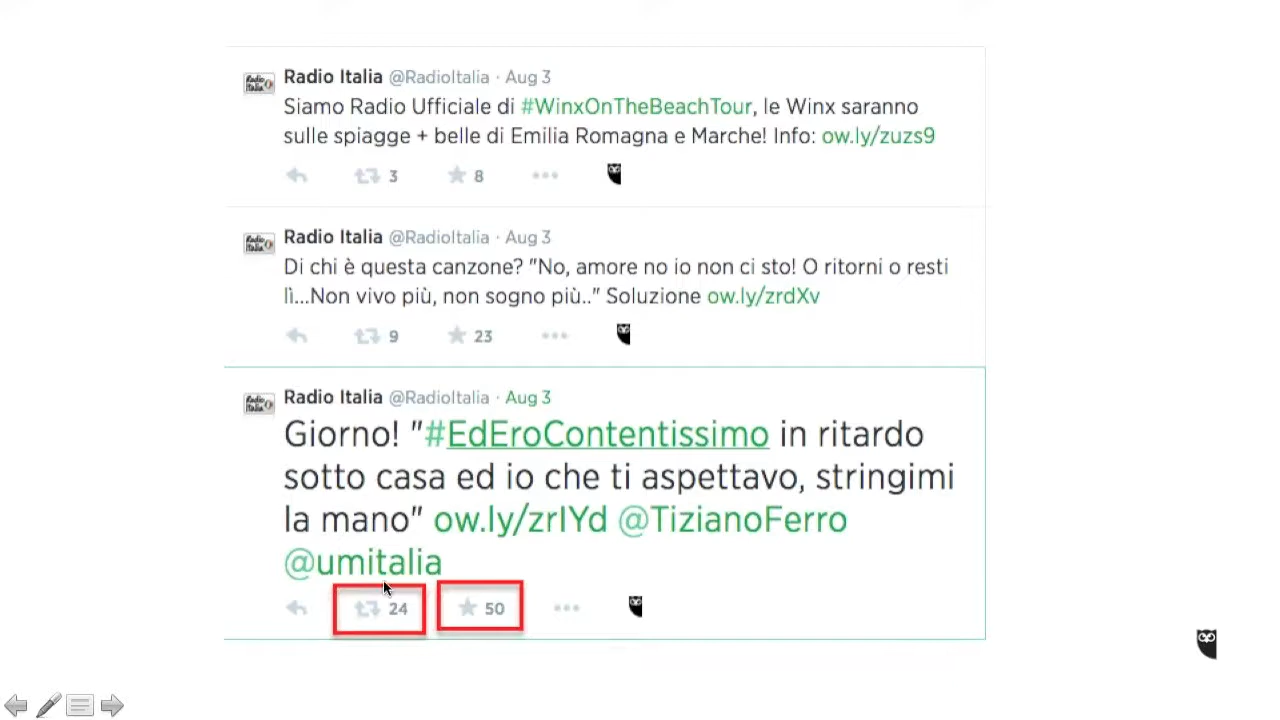 Radio Italia @RadioItalia · Aug 3
Siamo Radio Ufficiale di #WinxOnTheBeachTour, le Winx saranno
sulle spiagge + belle di Emilia Romagna e Marche! Info: ow.ly/zuzs9
3 8
Radio Italia @RadioItalia · Aug 3
Di chi è questa canzone? "No, amore no io non ci sto! O ritorni o resti
lì...Non vivo più, non sogno più.." Soluzione ow.ly/zrdXv
9 23
Radio Italia @RadioItalia · Aug 3
Giorno! "#EdEroContentissimo in ritardo
sotto casa ed io che ti aspettavo, stringimi
la mano" ow.ly/zrIYd @TizianoFerro
@umitalia
24 50